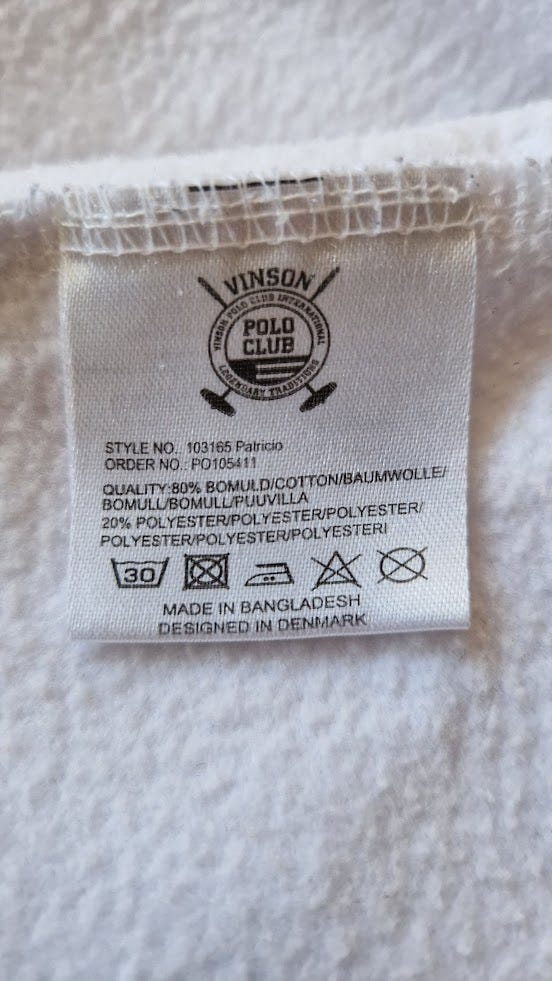 VINSON
VINSON POLO CLUB INTERNATIONAL
POLO
CLUB
LEGENDARY TRADITIONS
STYLE NO. 103165 Patricio
ORDER NO.: PO105411
QUALITY:80% BOMULD/COTTON/BAUMWOLLE/
BOMULL/BOMULL/PUUVILLA
20% POLYESTER/POLYESTER/POLYESTER/
POLYESTER/POLYESTER/POLYESTERI
30
MADE IN BANGLADESH
DESIGNED IN DENMARK